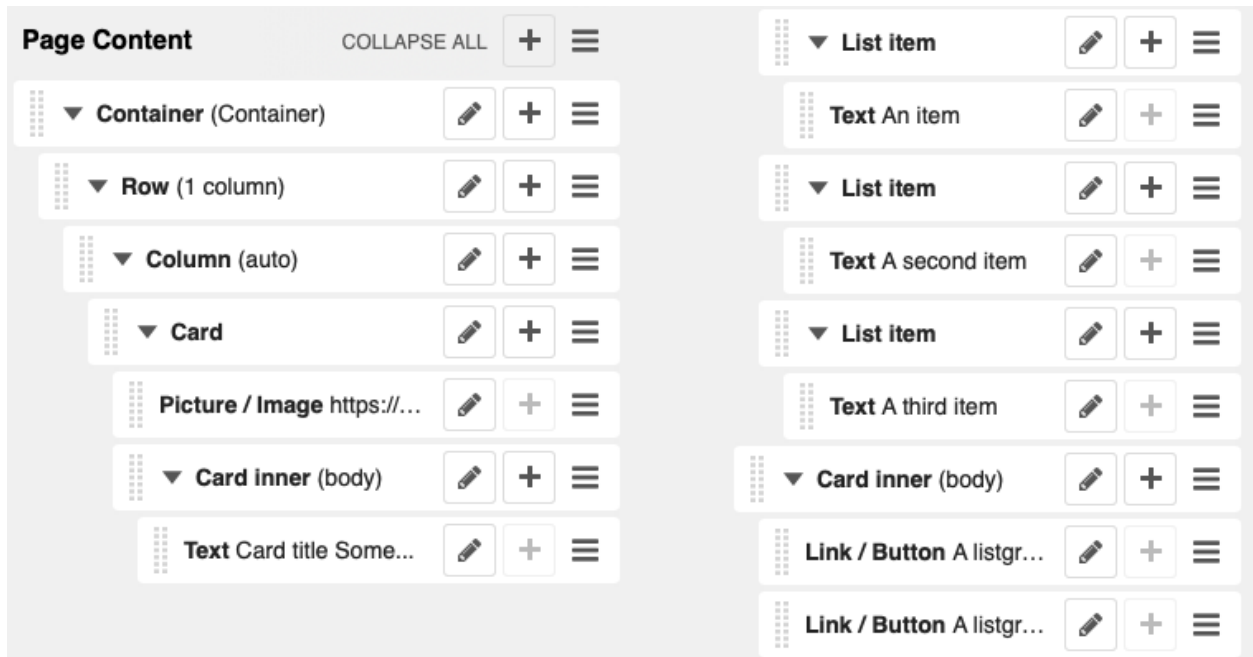 Page Content COLLAPSE ALL
Container (Container)
Row (1 column)
Column (auto)
Card
Picture / Image https://...
Card inner (body)
Text Card title Some...
List item
Text An item
List item
Text A second item
List item
Text A third item
Card inner (body)
Link / Button A listgr...
Link / Button A listgr...